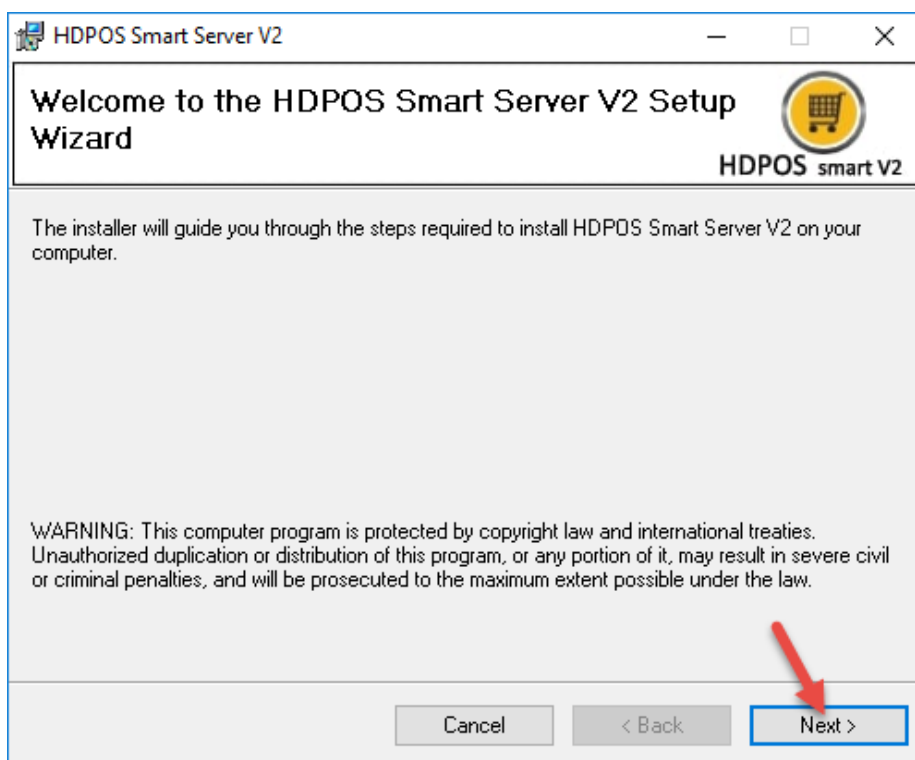 HDPOS Smart Server V2
Welcome to the HDPOS Smart Server V2 Setup
Wizard
HDPOS smart V2
The installer will guide you through the steps required to install HDPOS Smart Server V2 on your
computer.
WARNING: This computer program is protected by copyright law and international treaties.
Unauthorized duplication or distribution of this program, or any portion of it, may result in severe civil
or criminal penalties, and will be prosecuted to the maximum extent possible under the law.
Cancel
< Back
Next >